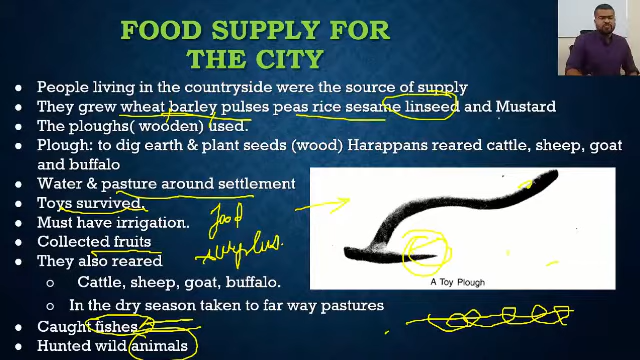 FOOD SUPPLY FOR
THE CITY
• People living in the countryside were the source of supply
• They grew wheat barley pulses peas rice sesame linseed and Mustard
• The ploughs( wooden) used.
• Plough: to dig earth & plant seeds (wood) Harappans reared cattle, sheep, goat
and buffalo
• Water & pasture around settlement
• Toys survived.
• Must have irrigation.
• Collected fruits
• They also reared
o Cattle, sheep, goat, buffalo.
o In the dry season taken to far way pastures
• Caught fishes
• Hunted wild animals
food
surplus.
A Toy Plough